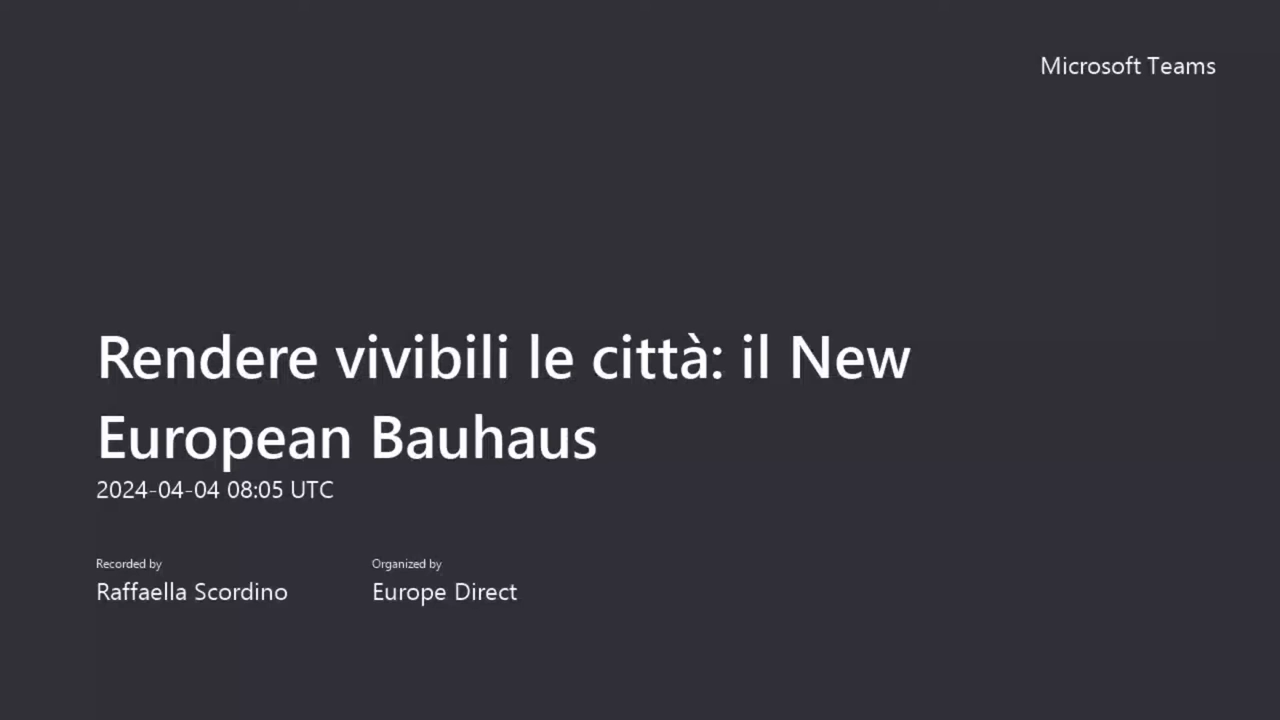 Microsoft Teams
Rendere vivibili le città: il New
European Bauhaus
2024-04-04 08:05 UTC
Recorded by
Raffaella Scordino
Organized by
Europe Direct